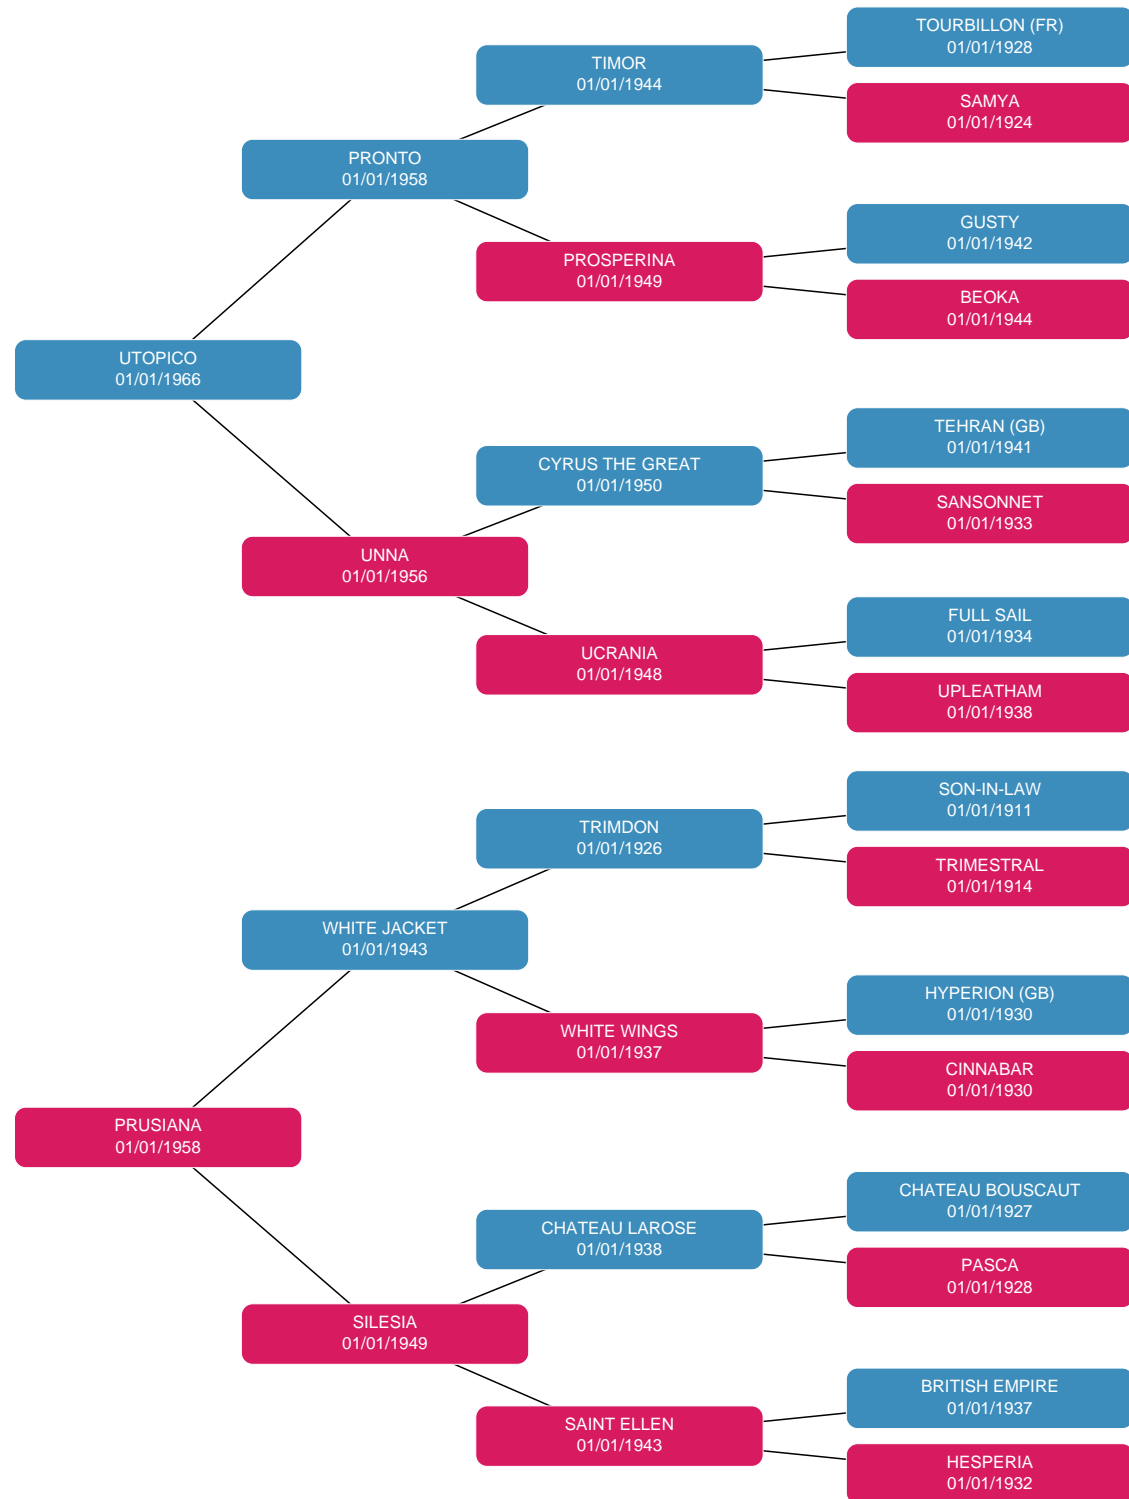 TOURBILLON (FR)
01/01/1928
TIMOR
01/01/1944
SAMYA
01/01/1924
PRONTO
01/01/1958
GUSTY
01/01/1942
PROSPERINA
01/01/1949
BEOKA
01/01/1944
UTOPICO
01/01/1966
TEHRAN (GB)
01/01/1941
CYRUS THE GREAT
01/01/1950
SANSONNET
01/01/1933
UNNA
01/01/1956
FULL SAIL
01/01/1934
UCRANIA
01/01/1948
UPLEATHAM
01/01/1938
SON-IN-LAW
01/01/1911
TRIMDON
01/01/1926
TRIMESTRAL
01/01/1914
WHITE JACKET
01/01/1943
HYPERION (GB)
01/01/1930
WHITE WINGS
01/01/1937
CINNABAR
01/01/1930
PRUSIANA
01/01/1958
CHATEAU BOUSCAUT
01/01/1927
CHATEAU LAROSE
01/01/1938
PASCA
01/01/1928
SILESIA
01/01/1949
BRITISH EMPIRE
01/01/1937
SAINT ELLEN
01/01/1943
HESPERIA
01/01/1932